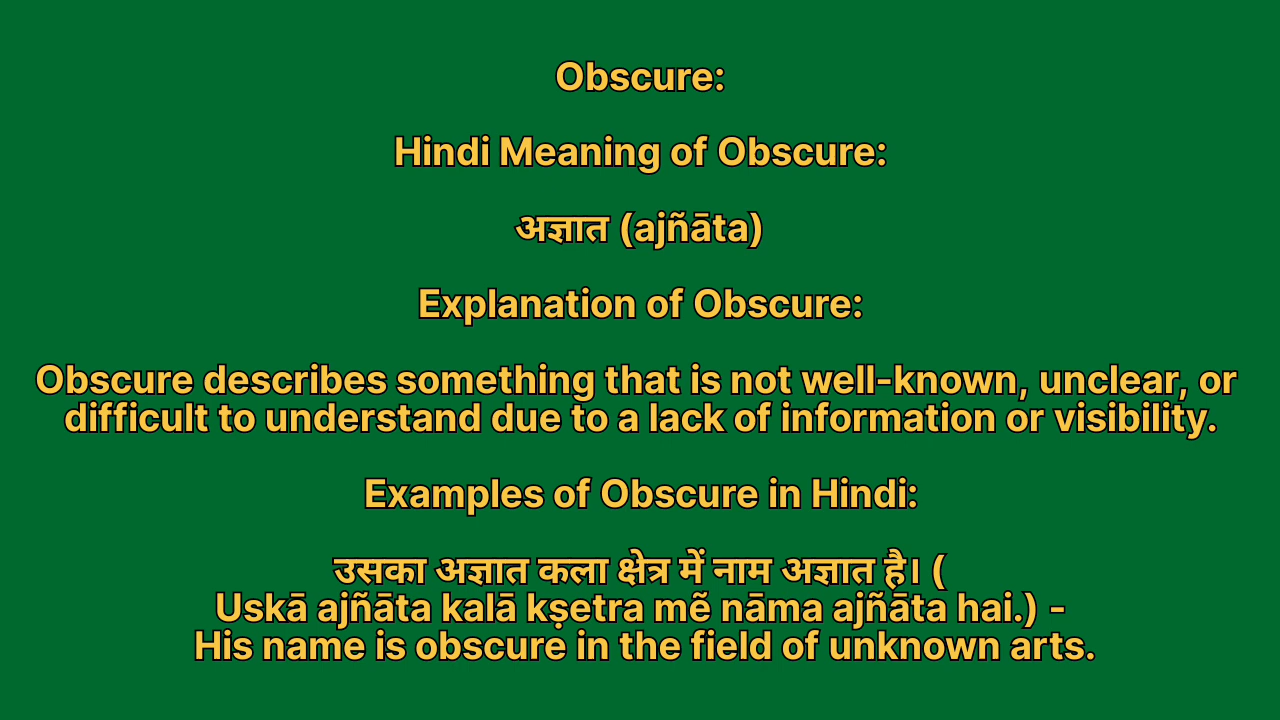 Obscure:
Hindi Meaning of Obscure:
अज्ञात (ajñāta)
Explanation of Obscure:
Obscure describes something that is not well-known, unclear, or
difficult to understand due to a lack of information or visibility.
Examples of Obscure in Hindi:
उसका अज्ञात कला क्षेत्र में नाम अज्ञात है। (
Uskā ajñāta kalā kṣetra mẽ nāma ajñāta hai.) -
His name is obscure in the field of unknown arts.